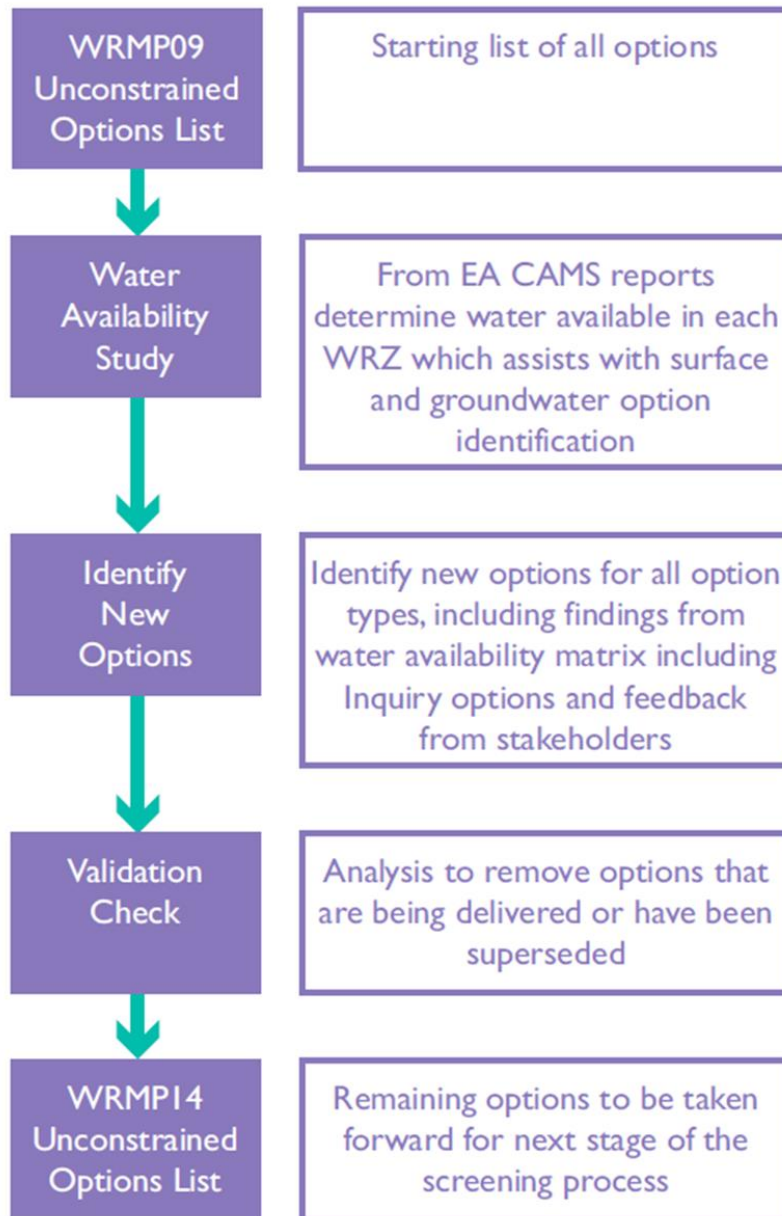 WRMP09
Unconstrained
Options List
Starting list of all options
Water
Availability
Study
From EA CAMS reports
determine water available in each
WRZ which assists with surface
and groundwater option
identification
Identify
New
Options
Identify new options for all option
types, including findings from
water availability matrix including
Inquiry options and feedback
from stakeholders
Validation
Check
Analysis to remove options that
are being delivered or have been
superseded
WRMP14
Unconstrained
Options List
Remaining options to be taken
forward for next stage of the
screening process